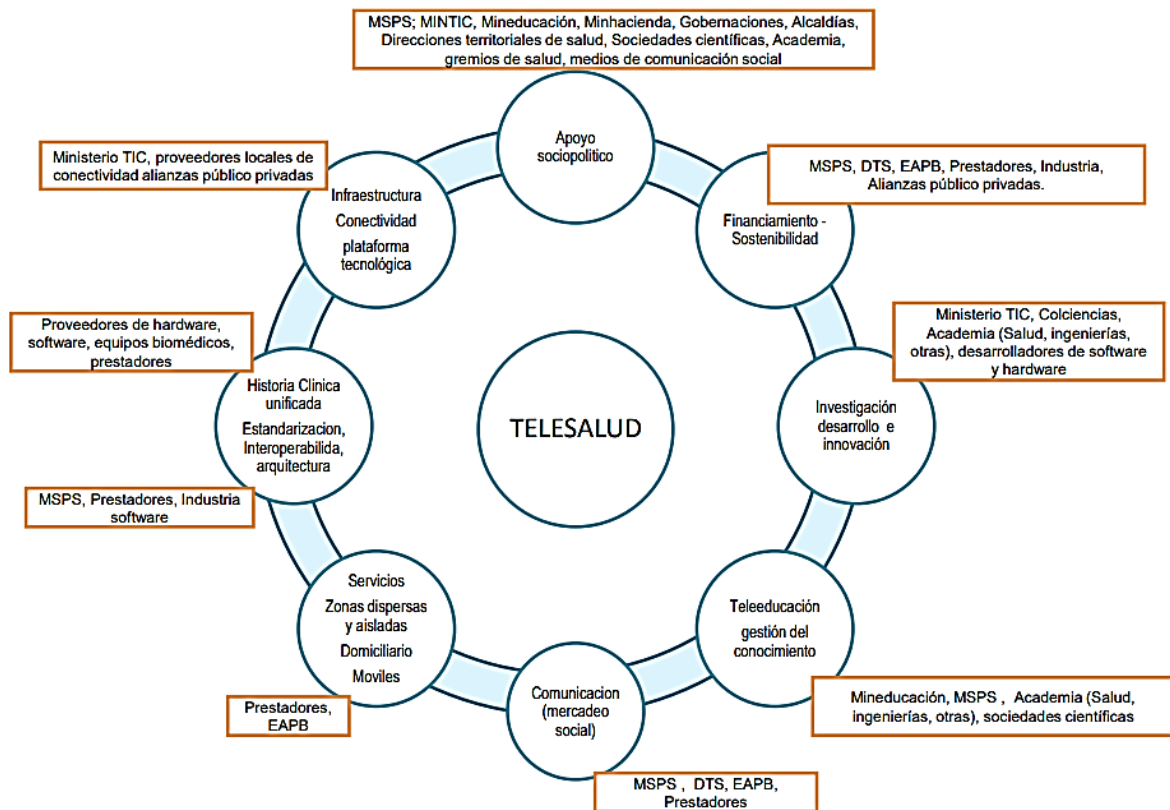 MSPS; MINTIC, Mineducación, Minhacienda, Gobernaciones, Alcaldías,
Direcciones territoriales de salud, Sociedades científicas, Academia,
gremios de salud, medios de comunicación social
Apoyo
sociopolitico
MSPS, DTS, EAPB, Prestadores, Industria,
Alianzas público privadas.
Financiamiento -
Sostenibilidad
Ministerio TIC, Colciencias,
Academia (Salud, ingenierías,
otras), desarrolladores de software
y hardware
Investigación
desarrollo e
innovación
Teleeducación
gestión del
conocimiento
Mineducación, MSPS , Academia (Salud,
ingenierías, otras), sociedades científicas
Comunicacion
(mercadeo
social)
MSPS , DTS, EAPB,
Prestadores
Servicios
Zonas dispersas
y aisladas
Domiciliario
Moviles
Prestadores,
EAPB
Historia Clinica
unificada
Estandarizacion,
Interoperabilida,
arquitectura
Proveedores de hardware,
software, equipos biomédicos,
prestadores
MSPS, Prestadores, Industria
software
Ministerio TIC, proveedores locales de
conectividad alianzas público privadas
Infraestructura
Conectividad
plataforma
tecnológica
TELESALUD